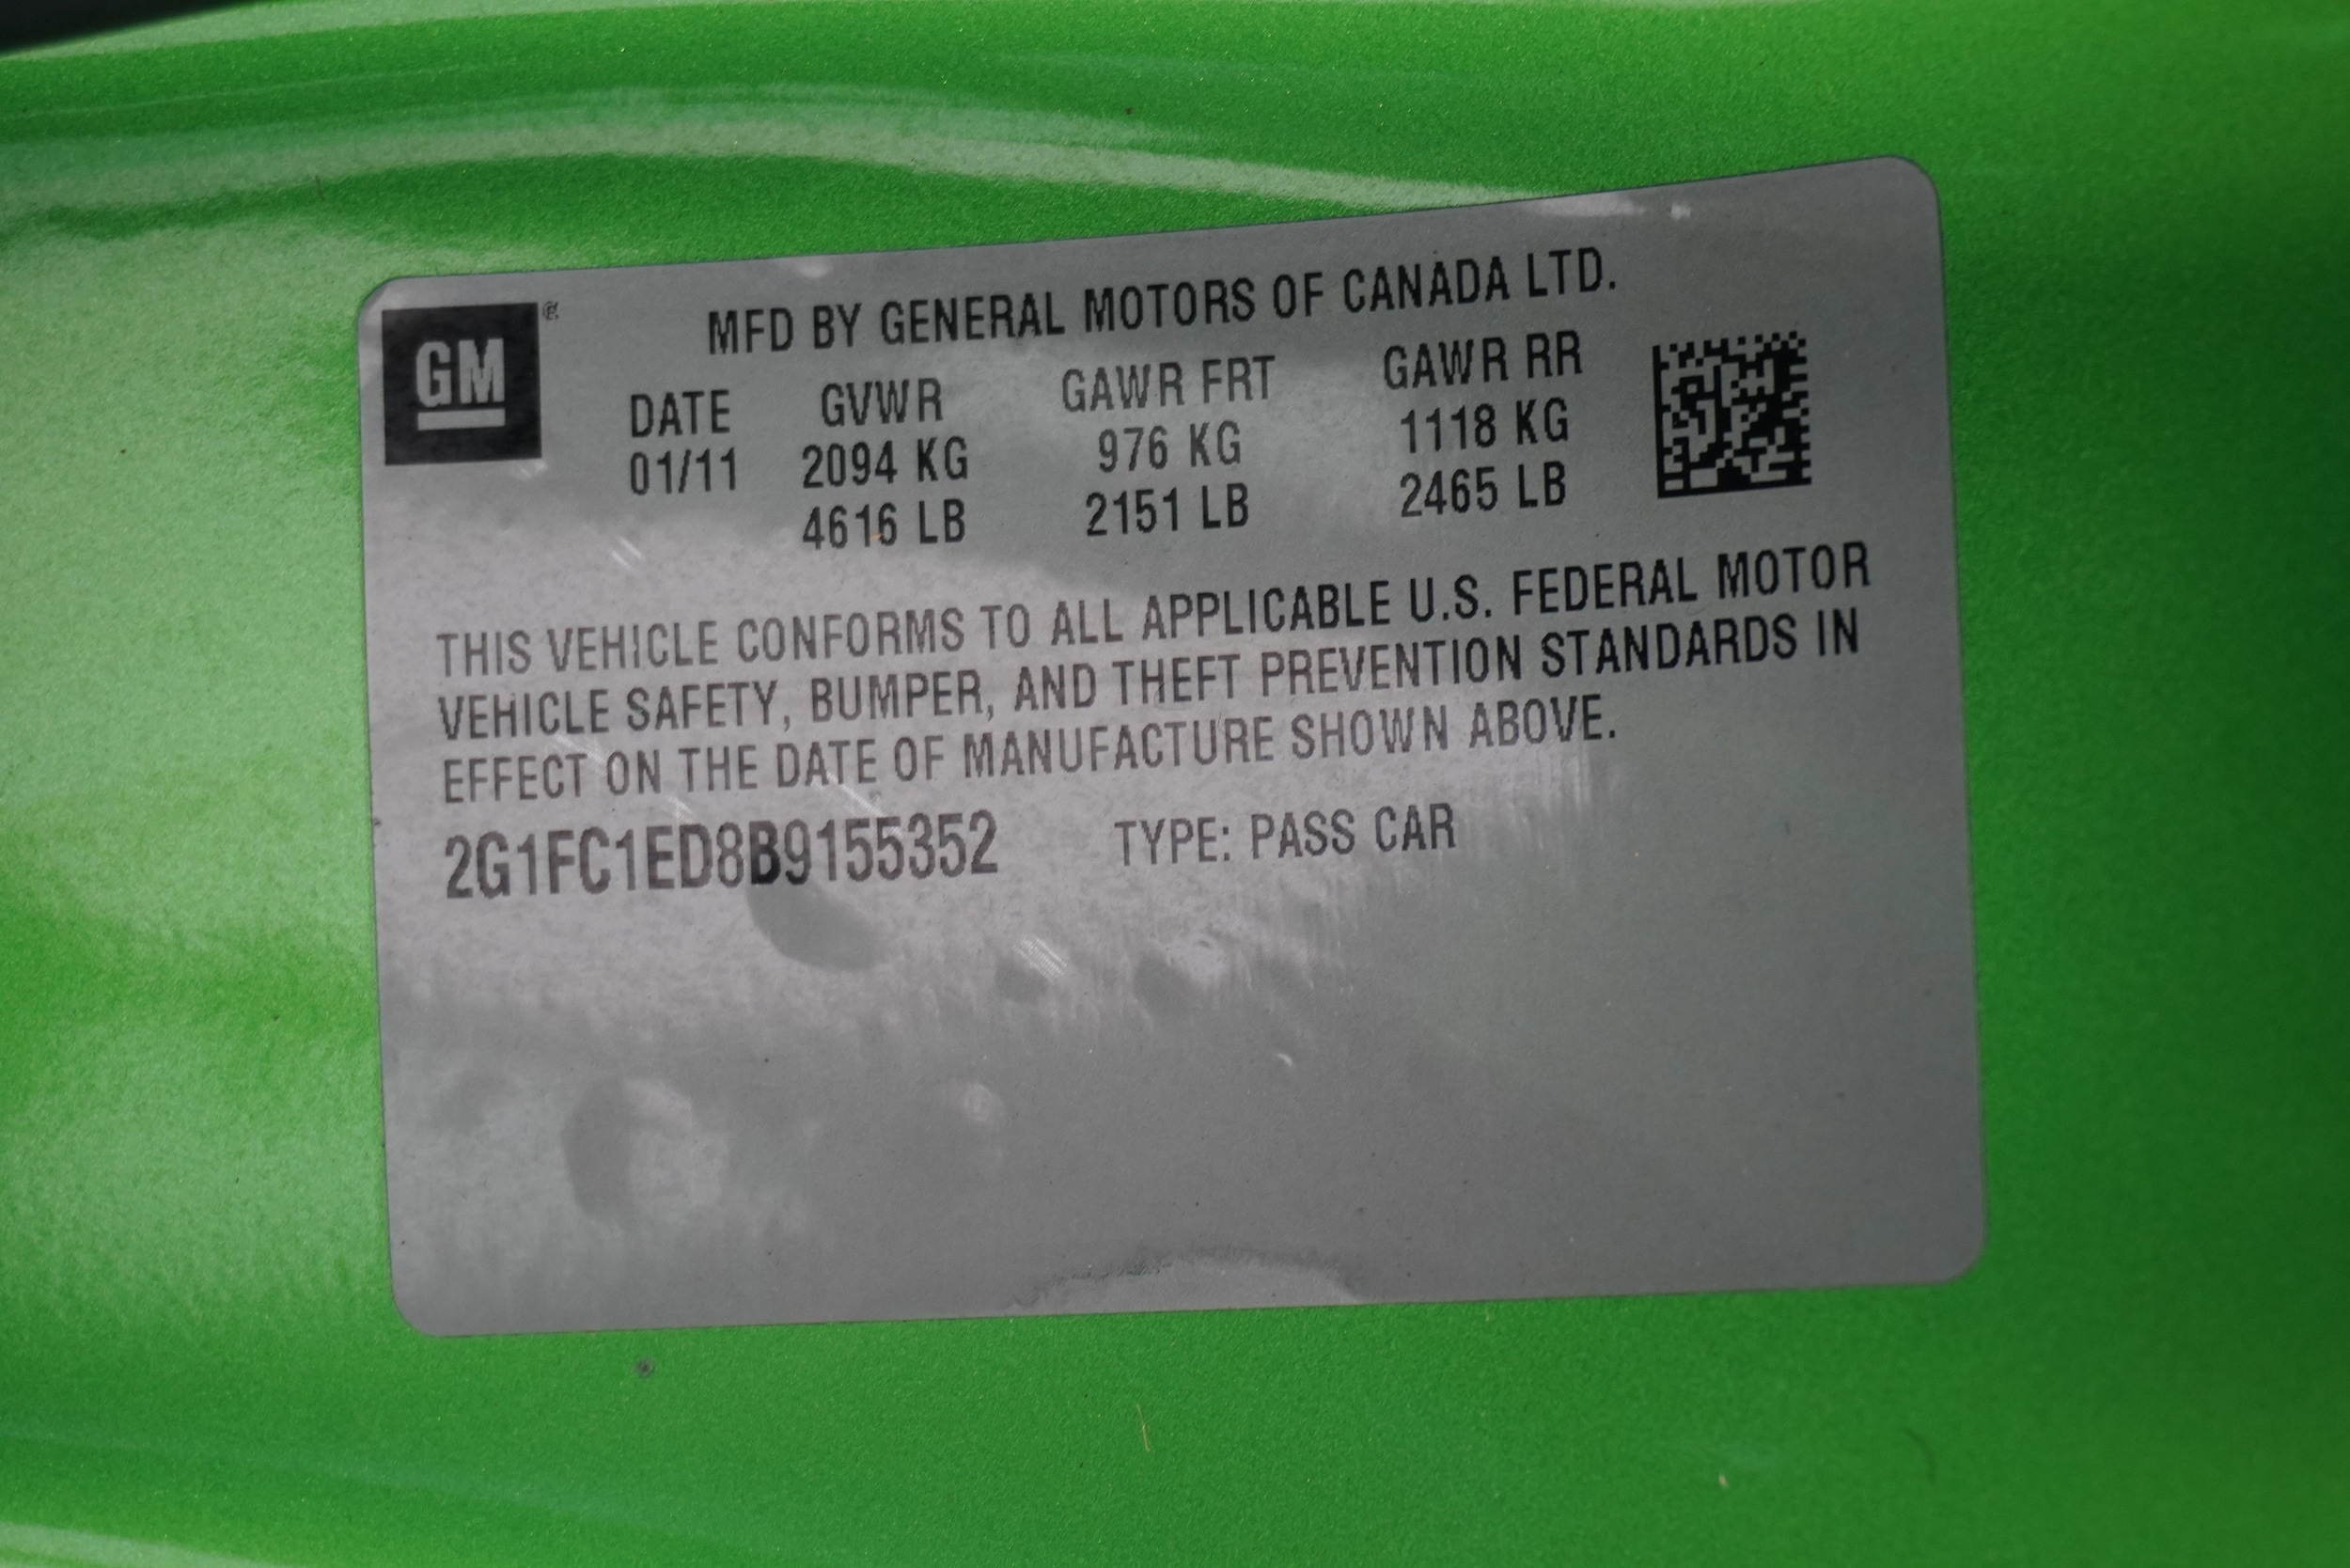 GM ®
MFD BY GENERAL MOTORS OF CANADA LTD.
DATE GVWR GAWR FRT GAWR RR
01/11 2094 KG 976 KG 1118 KG
4616 LB 2151 LB 2465 LB
THIS VEHICLE CONFORMS TO ALL APPLICABLE U.S. FEDERAL MOTOR
VEHICLE SAFETY, BUMPER, AND THEFT PREVENTION STANDARDS IN
EFFECT ON THE DATE OF MANUFACTURE SHOWN ABOVE.
2G1FC1ED8B9155352 TYPE: PASS CAR